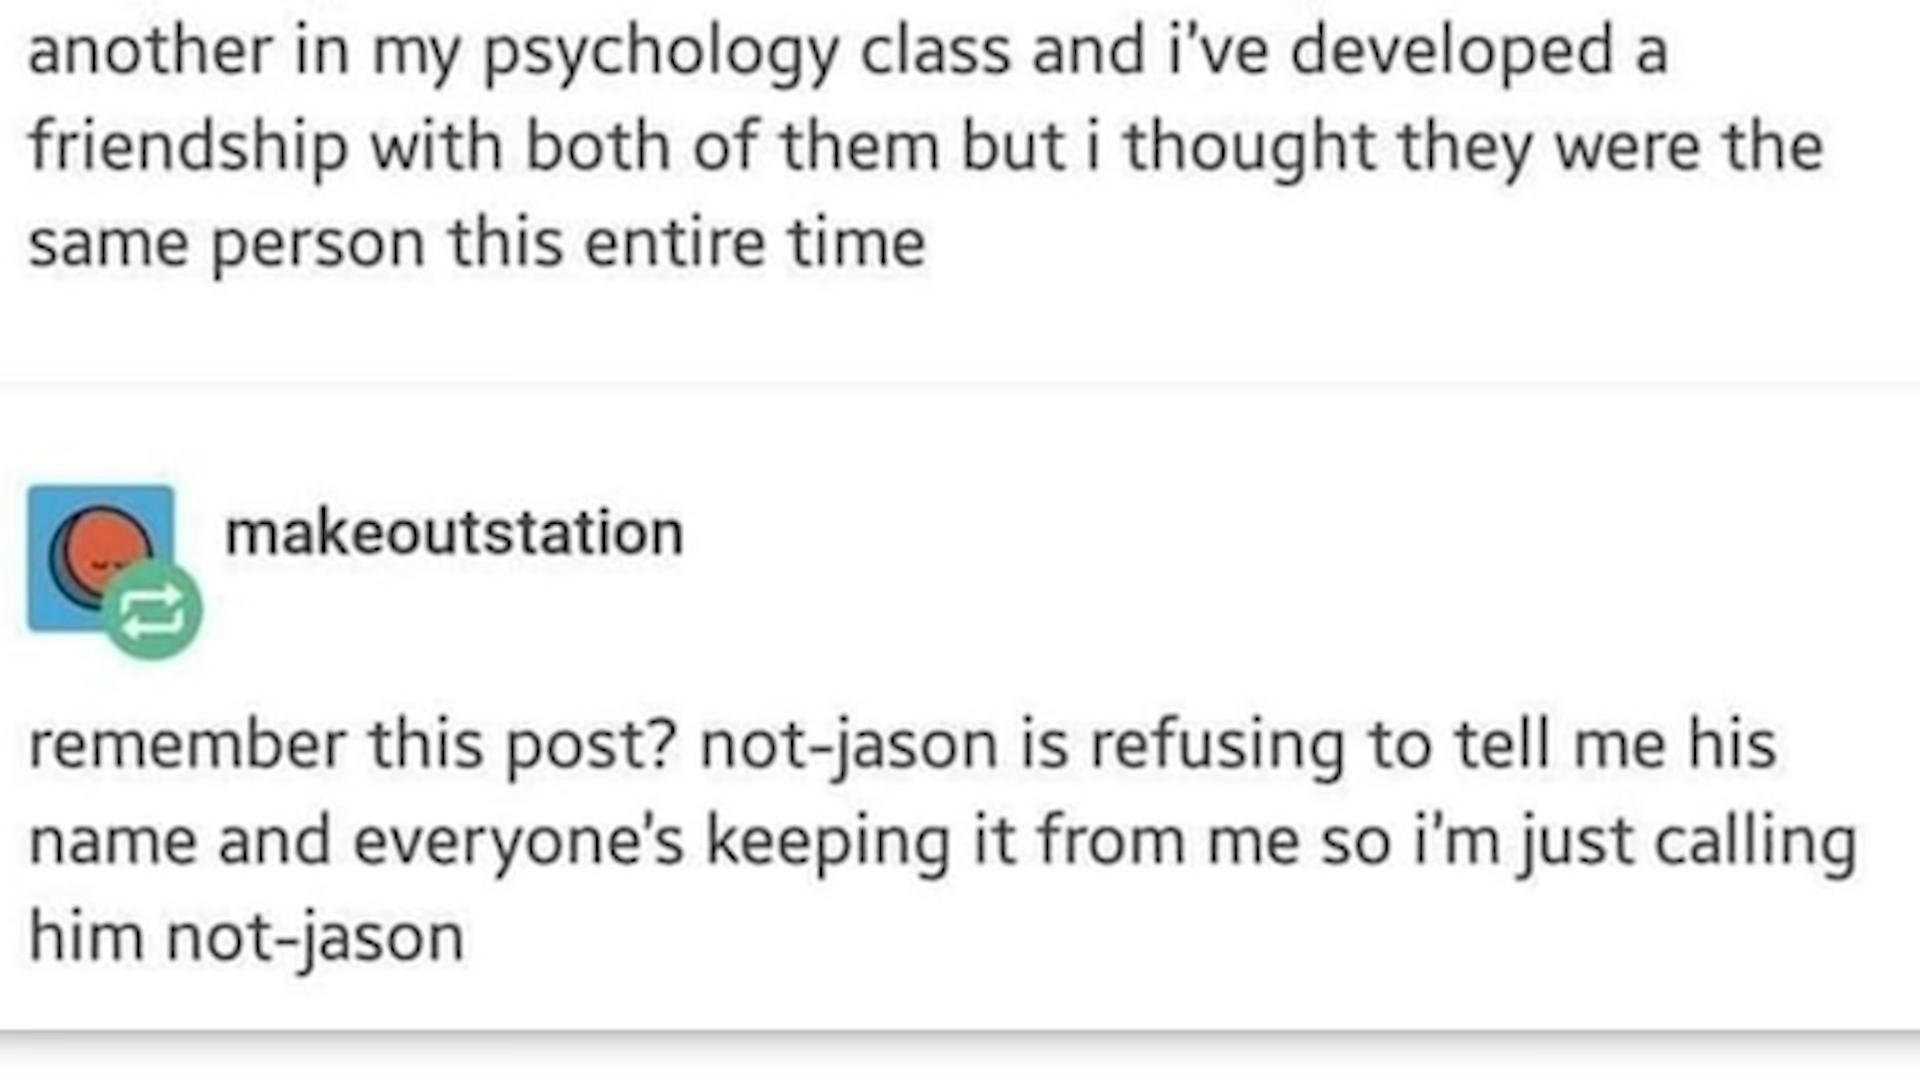 another in my psychology class and i've developed a
friendship with both of them but i thought they were the
same person this entire time
makeoutstation
remember this post? not-jason is refusing to tell me his
name and everyone's keeping it from me so i'm just calling
him not-jason